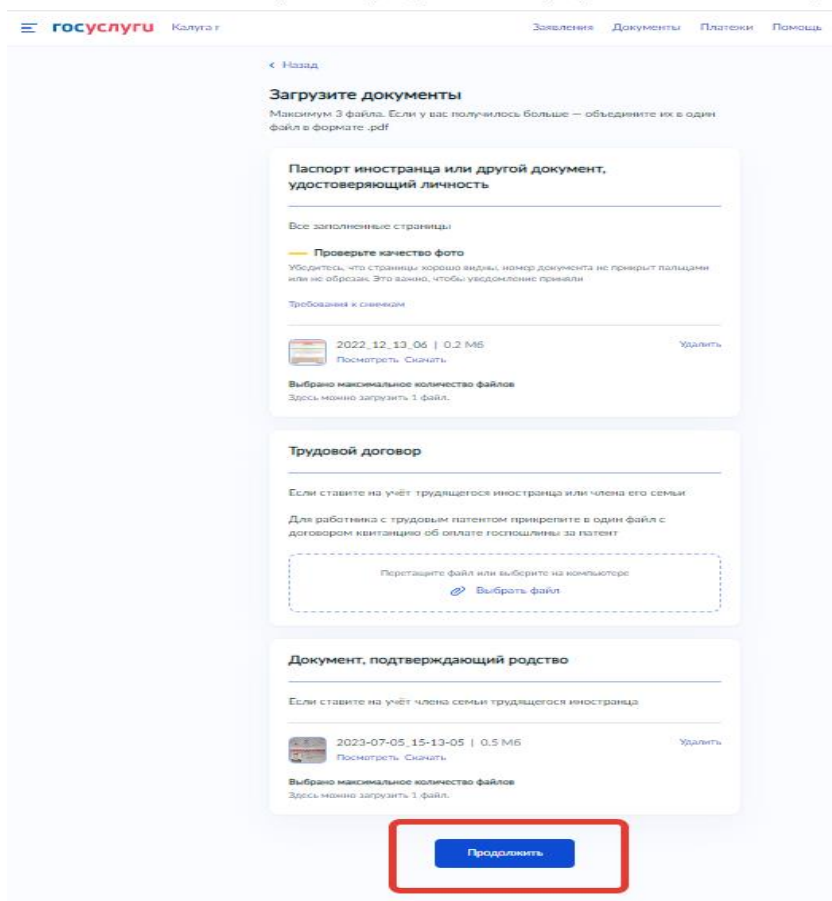 госуслуги Калуга г Заявления Документы Платежи Помощь
Назад
Загрузите документы
Максимум 3 файла. Если у вас получилось больше — объедините их в один
файл в формате .pdf
Паспорт иностранца или другой документ,
удостоверяющий личность
Все заполненные страницы
Проверьте качество фото
Убедитесь, что страницы хорошо видны, номер документа не прикрыт пальцами
или не обрезан. Это важно, чтобы уведомление приняли
Требования к снимкам
2022_12_13_06 | 0.2 Мб Удалить
Посмотреть Скачать
Выбрано максимальное количество файлов
Здесь можно загрузить 1 файл.
Трудовой договор
Если ставите на учёт трудящегося иностранца или члена его семьи
Для работника с трудовым патентом прикрепите в один файл с
договором квитанцию об оплате госпошлины за патент
Перетащите файл или выберите на компьютере
Выбрать файл
Документ, подтверждающий родство
Если ставите на учёт члена семьи трудящегося иностранца
2023-07-05_15-13-05 | 0.5 Мб Удалить
Посмотреть Скачать
Выбрано максимальное количество файлов
Здесь можно загрузить 1 файл.
Продолжить